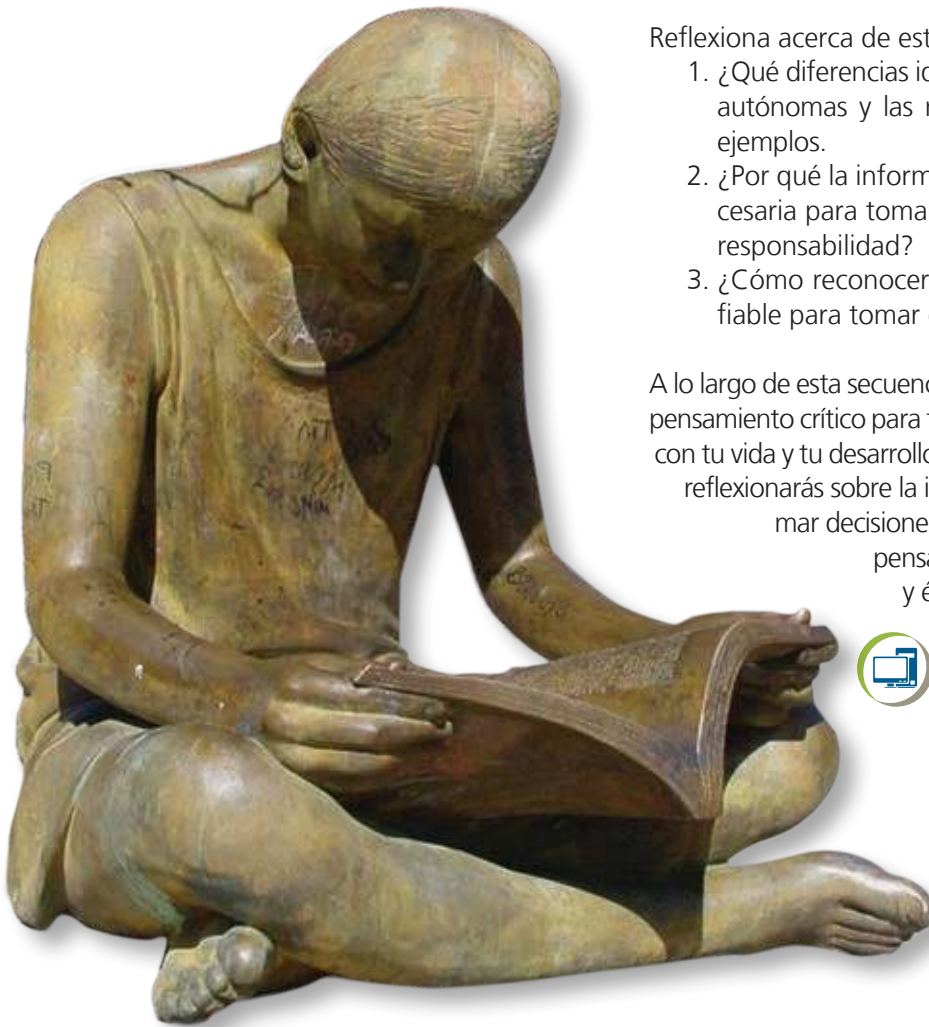 Reflexiona acerca de est
1. ¿Qué diferencias
autónomas y las
ejemplos.
2. ¿Por qué la inform
cesaria para toma
responsabilidad?
3. ¿Cómo reconocer
fiable para tomar
A lo largo de esta secuenc
pensamiento crítico para
con tu vida y tu desarrollo
reflexionarás sobre la
mar decisione
pensa
y é